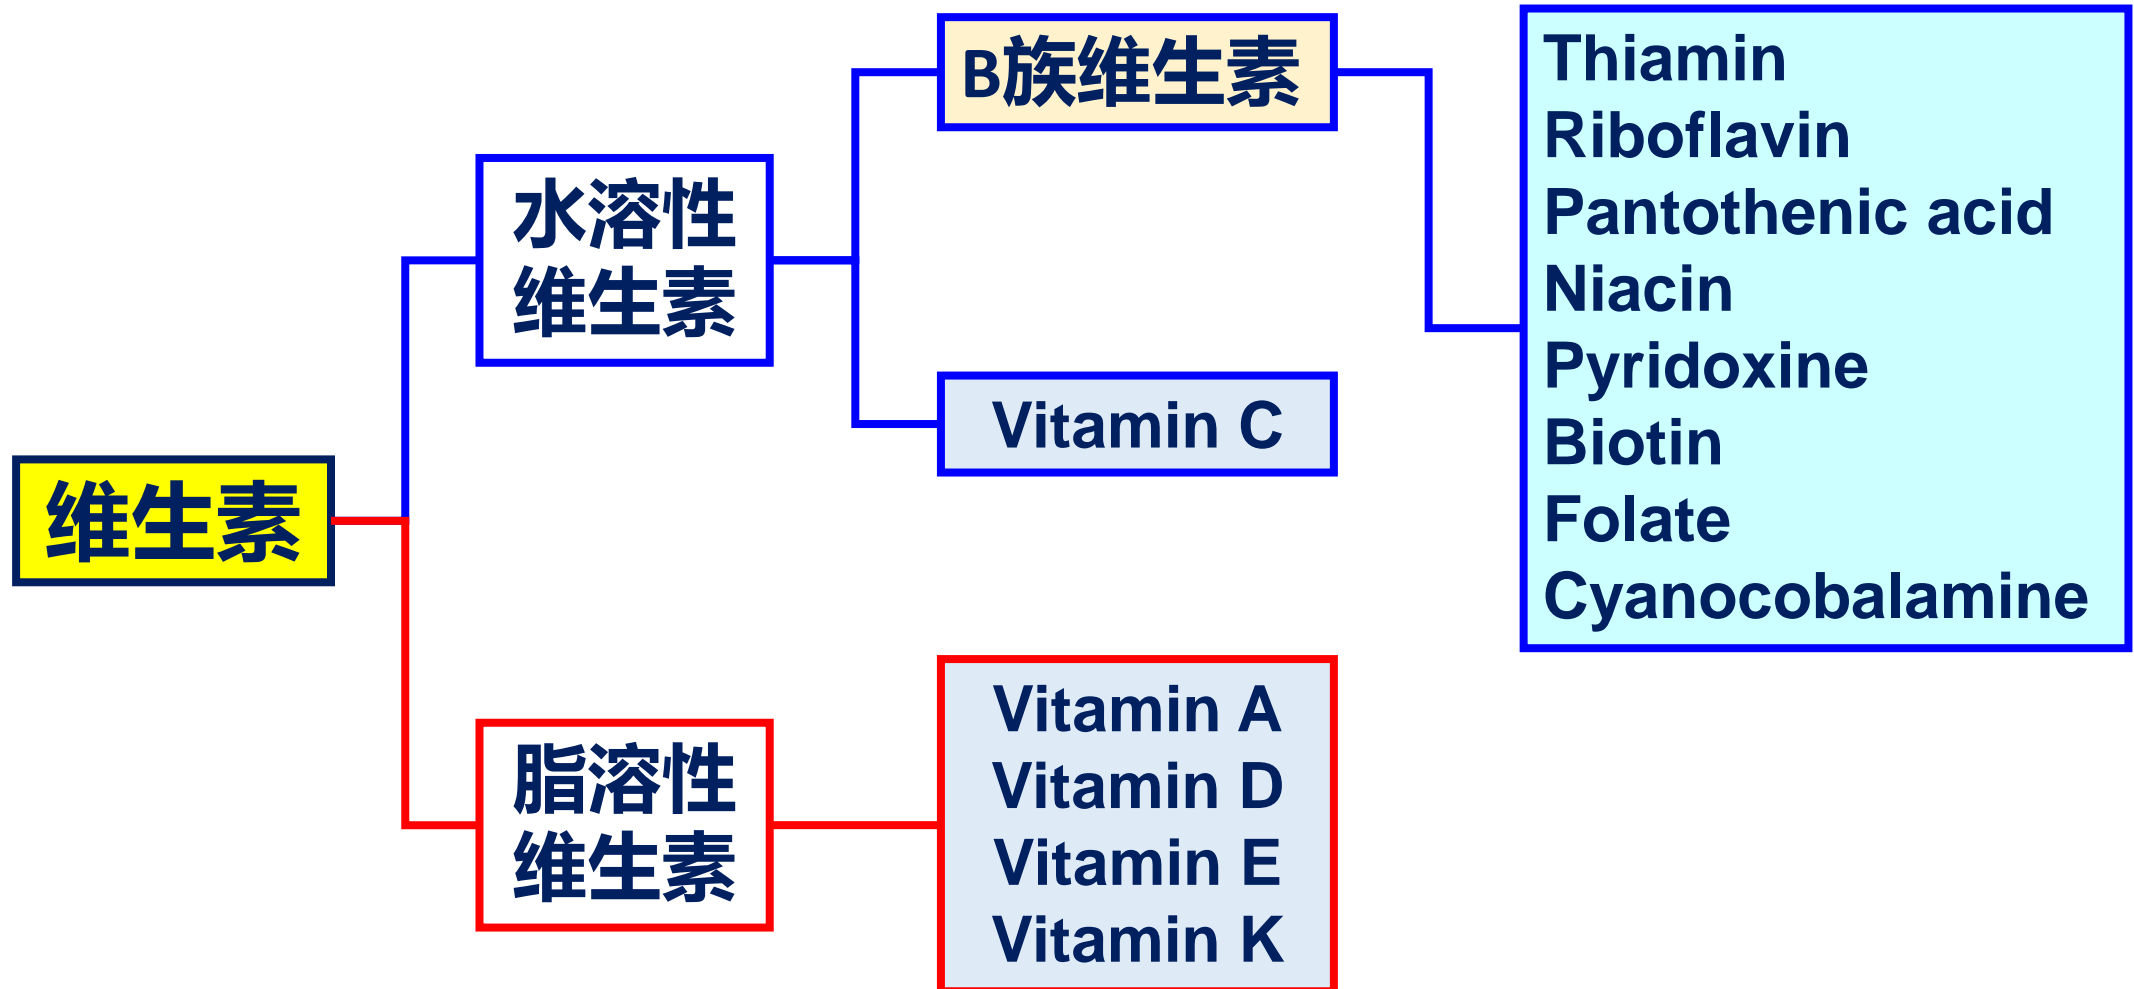 维生素
水溶性
维生素
B族维生素
Thiamin
Riboflavin
Pantothenic acid
Niacin
Pyridoxine
Biotin
Folate
Cyanocobalamine
Vitamin C
脂溶性
维生素
Vitamin A
Vitamin D
Vitamin E
Vitamin K